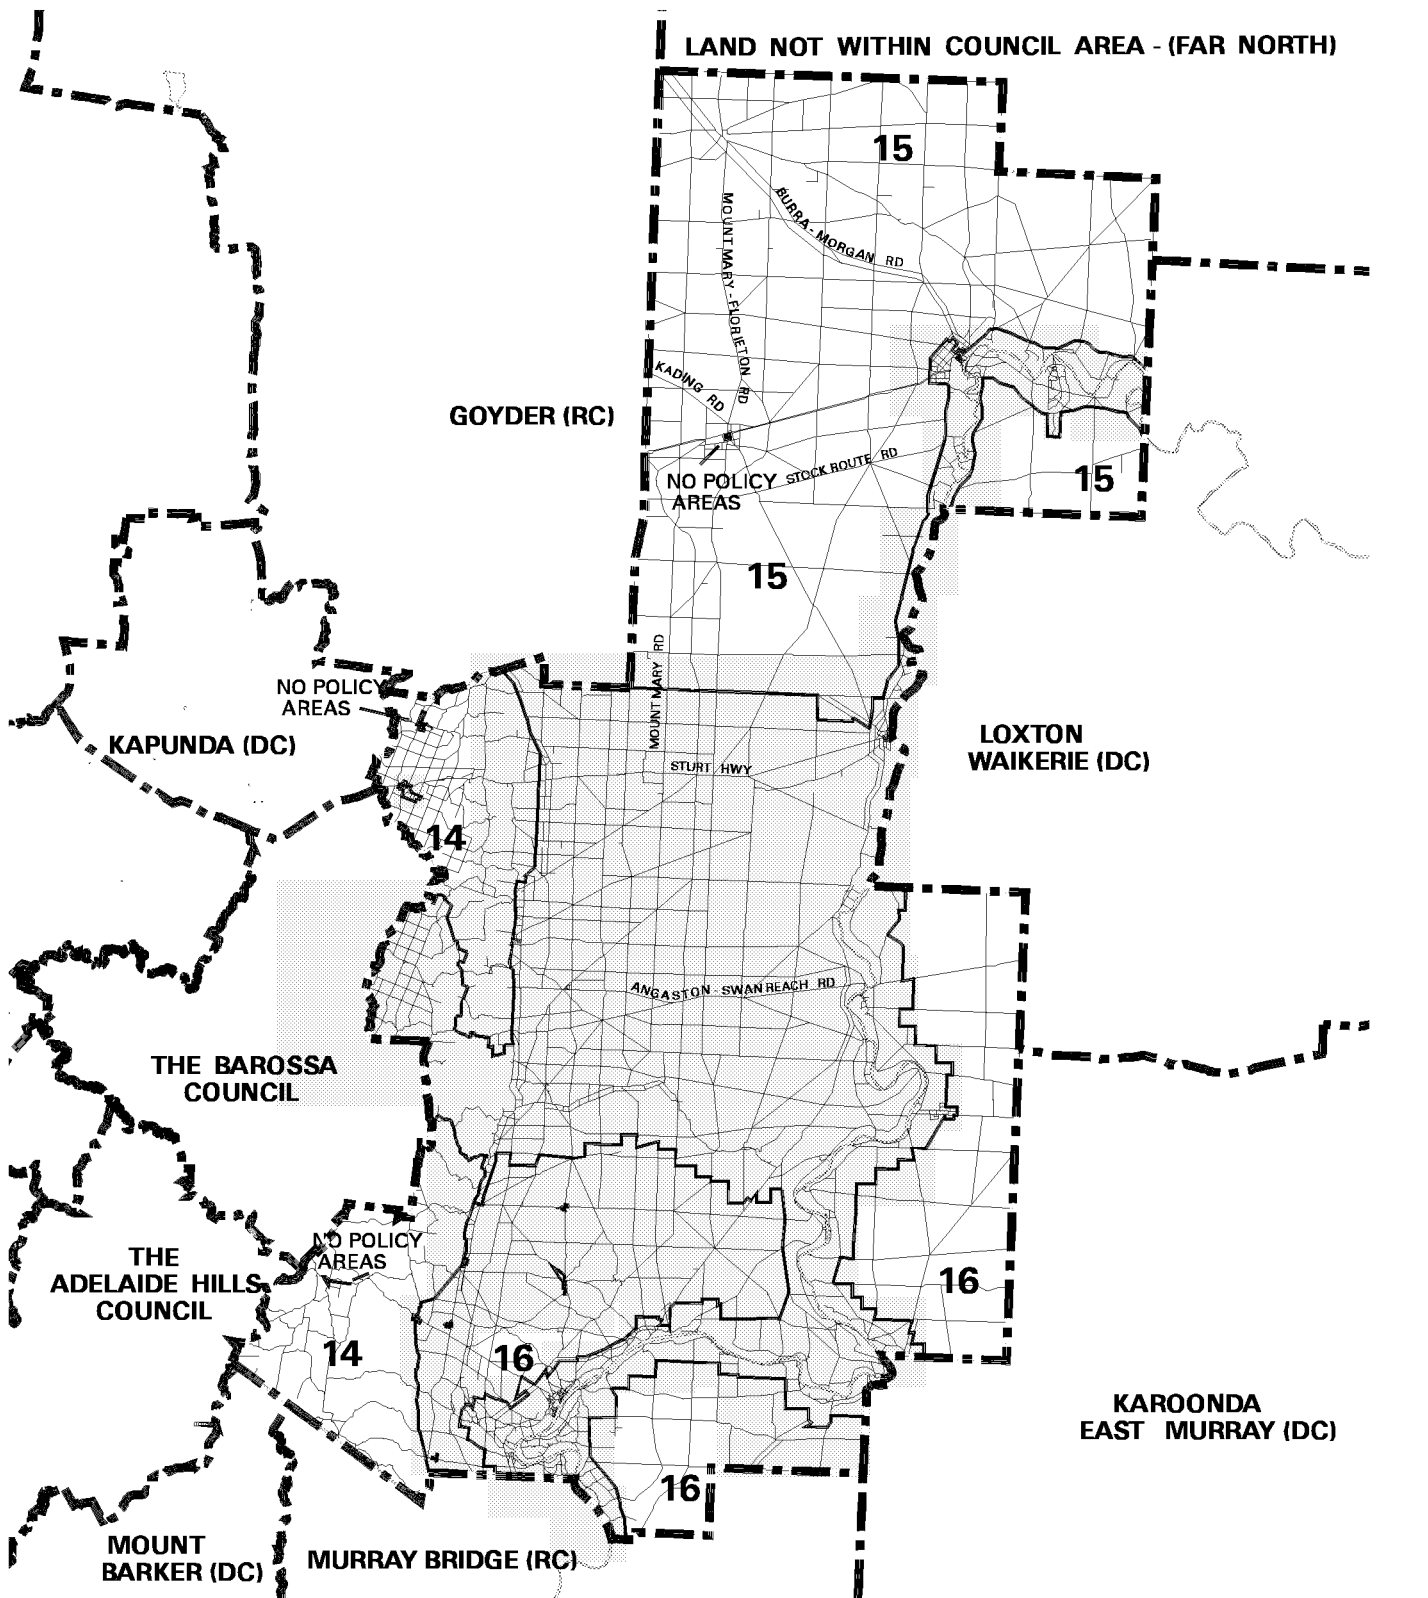 LAND NOT WITHIN COUNCIL AREA - (FAR NORTH)
15
MOUNT MARY - FLORIETON RD
BURRA - MORGAN RD
KADING RD
GOYDER (RC)
STOCK ROUTE RD
NO POLICY
AREAS
15
15
MOUNT MARY RD
NO POLICY
AREAS
KAPUNDA (DC)
LOXTON
WAIKERIE (DC)
STURT HWY
14
ANGASTON - SWAN REACH RD
THE BAROSSA
COUNCIL
NO POLICY
AREAS
THE
ADELAIDE HILLS
COUNCIL
16
14
16
KAROONDA
EAST MURRAY (DC)
16
MOUNT
BARKER (DC)
MURRAY BRIDGE (RC)